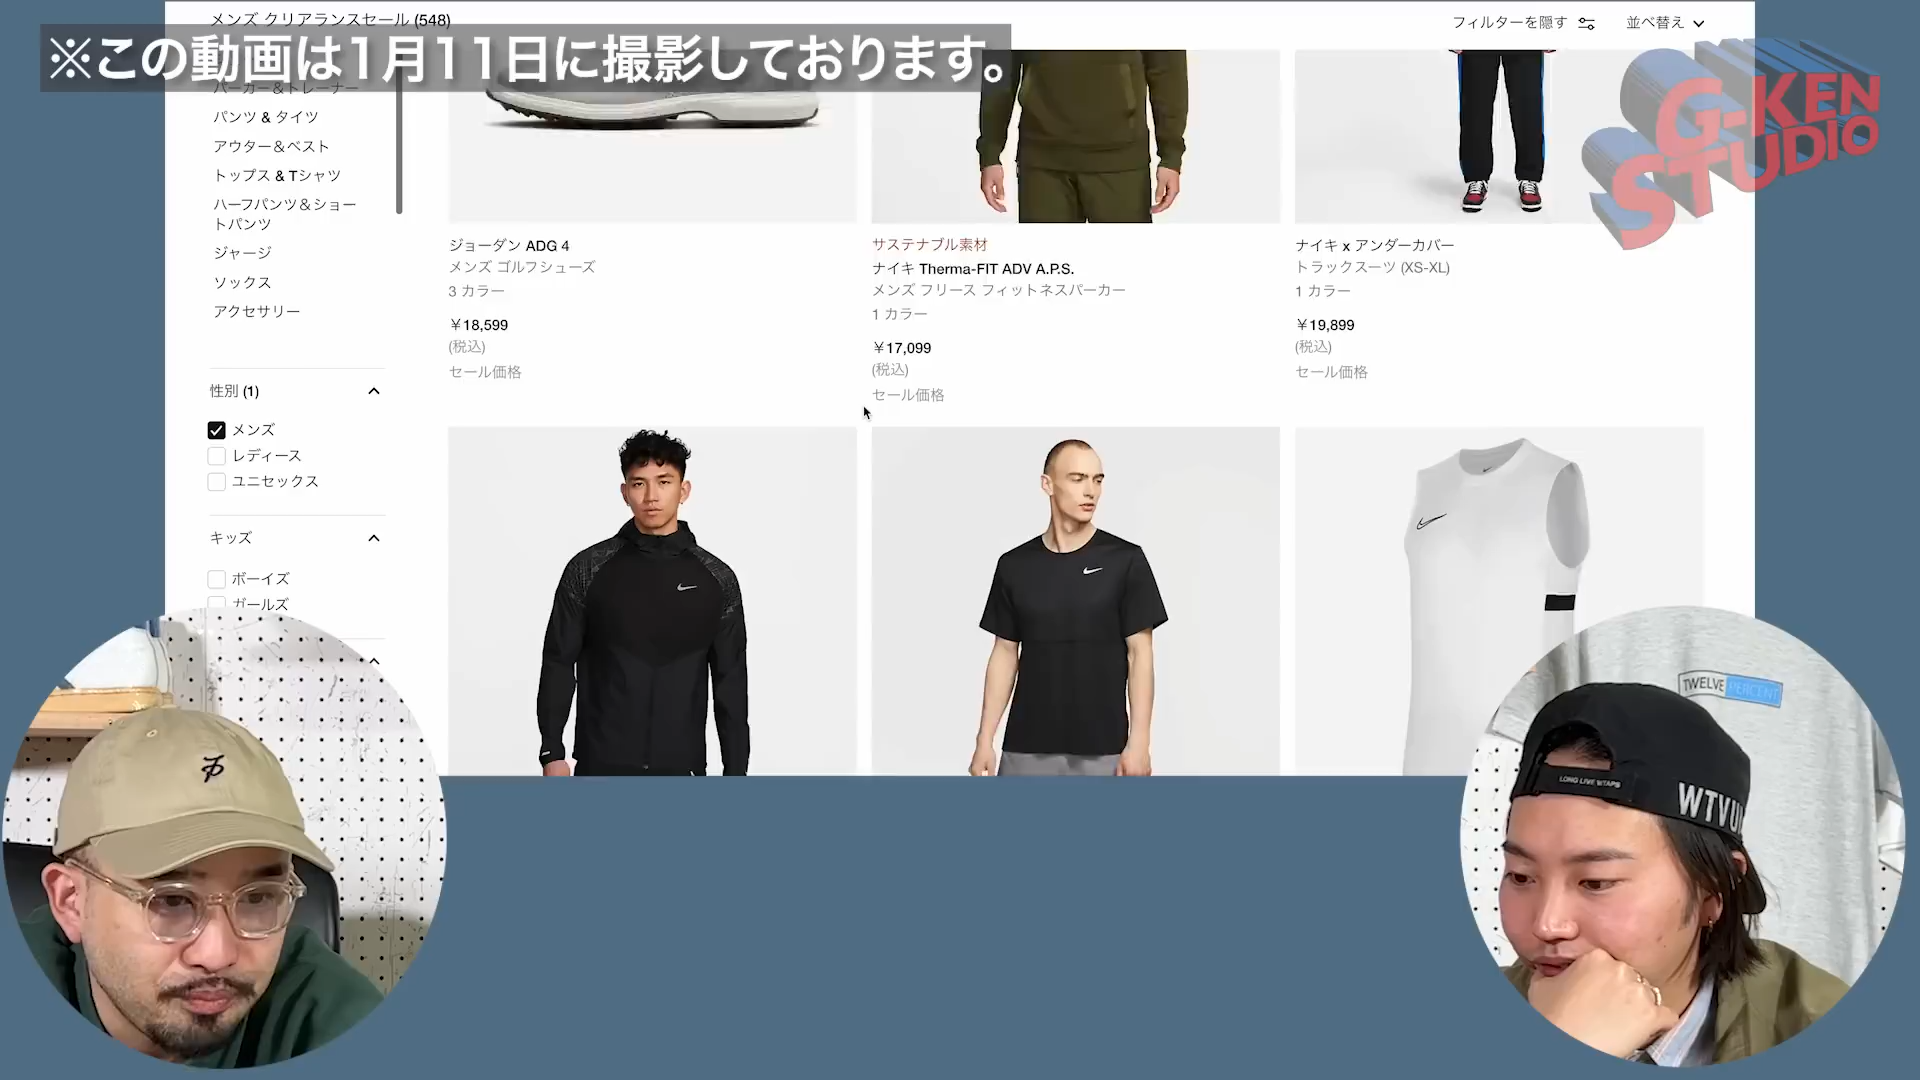 メンズ クリアランスセール (548)
フィルターを隠す
並べ替え
※この動画は1月11日に撮影しております。
G-KEN
STUDIO
パーカー＆トレーナー
パンツ & タイツ
アウター＆ベスト
トップス & Tシャツ
ハーフパンツ＆ショー
トパンツ
ジャージ
ソックス
アクセサリー
性別 (1)
メンズ
レディース
ユニセックス
キッズ
ボーイズ
ガールズ
ジョーダン ADG 4
メンズ ゴルフシューズ
3 カラー
￥18,599
(税込)
セール価格
サステナブル素材
ナイキ Therma-FIT ADV A.P.S.
メンズ フリース フィットネスパーカー
1 カラー
￥17,099
(税込)
セール価格
ナイキ x アンダーカバー
トラックスーツ (XS-XL)
1 カラー
￥19,899
(税込)
セール価格
TWELVE PERCENT
LONG LIVE WTAPS
WTVU